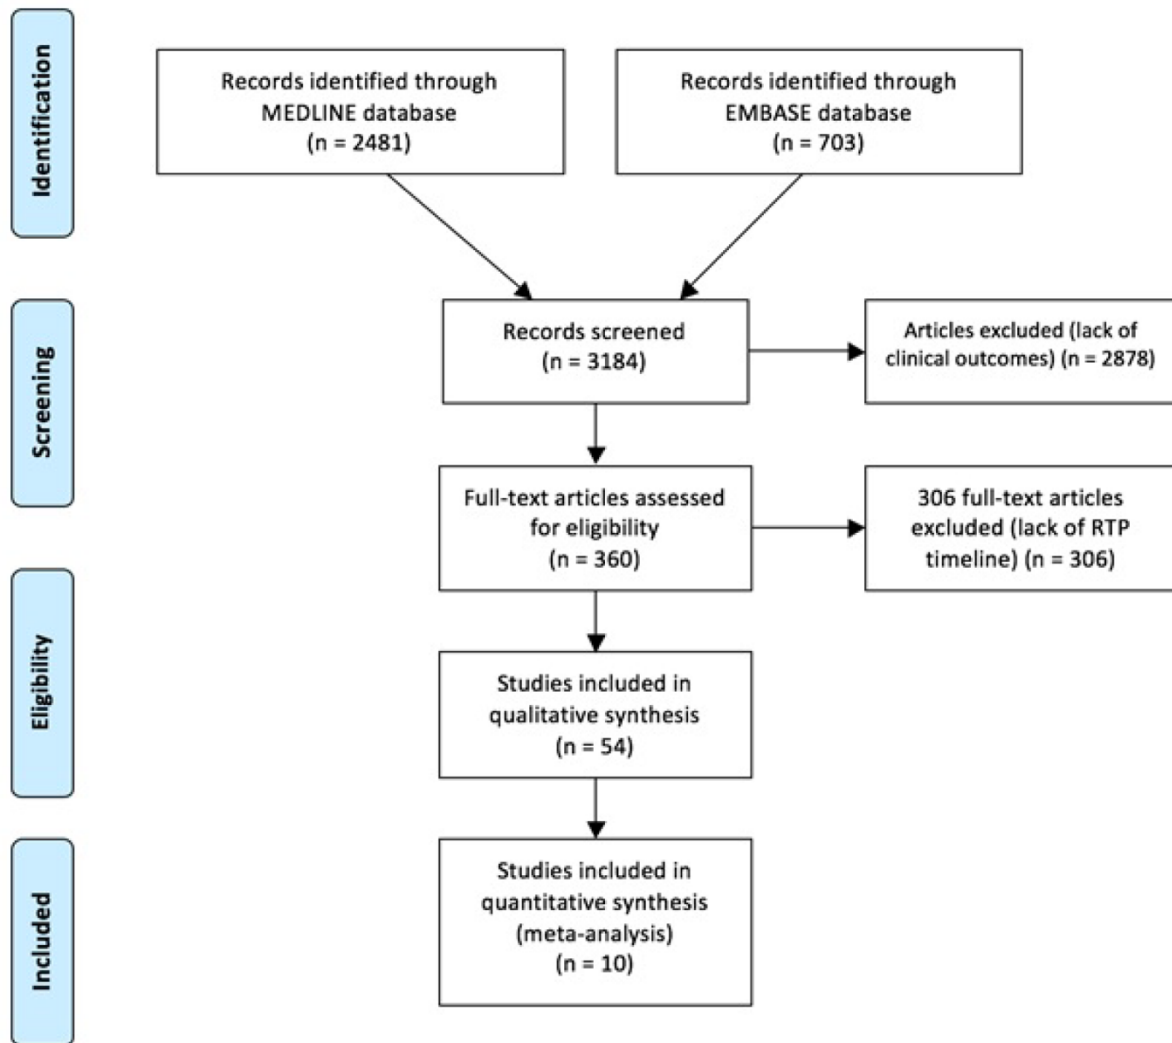 Identification
Records identified through
MEDLINE database
(n = 2481)
Records identified through
EMBASE database
(n = 703)
Screening
Records screened
(n = 3184)
Articles excluded (lack of
clinical outcomes) (n = 2878)
Full-text articles assessed
for eligibility
(n = 360)
306 full-text articles
excluded (lack of RTP
timeline) (n = 306)
Eligibility
Studies included in
qualitative synthesis
(n = 54)
Included
Studies included in
quantitative synthesis
(meta-analysis)
(n = 10)